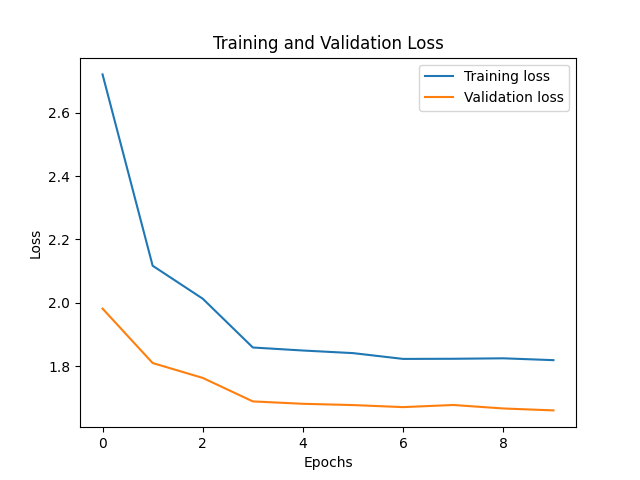 Training and Validation Loss
Training loss
Validation loss
2.6
2.4
2.2
2.0
1.8
Loss
0
2
4
6
8
Epochs